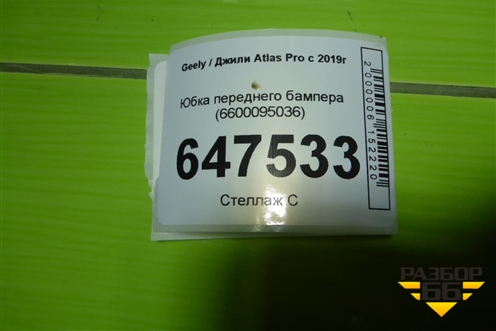 Geely / Джили Atlas Pro с 2019г
Юбка переднего бампера
(6600095036)
647533
Стеллаж С
2000006152220
РАЗБОР
66